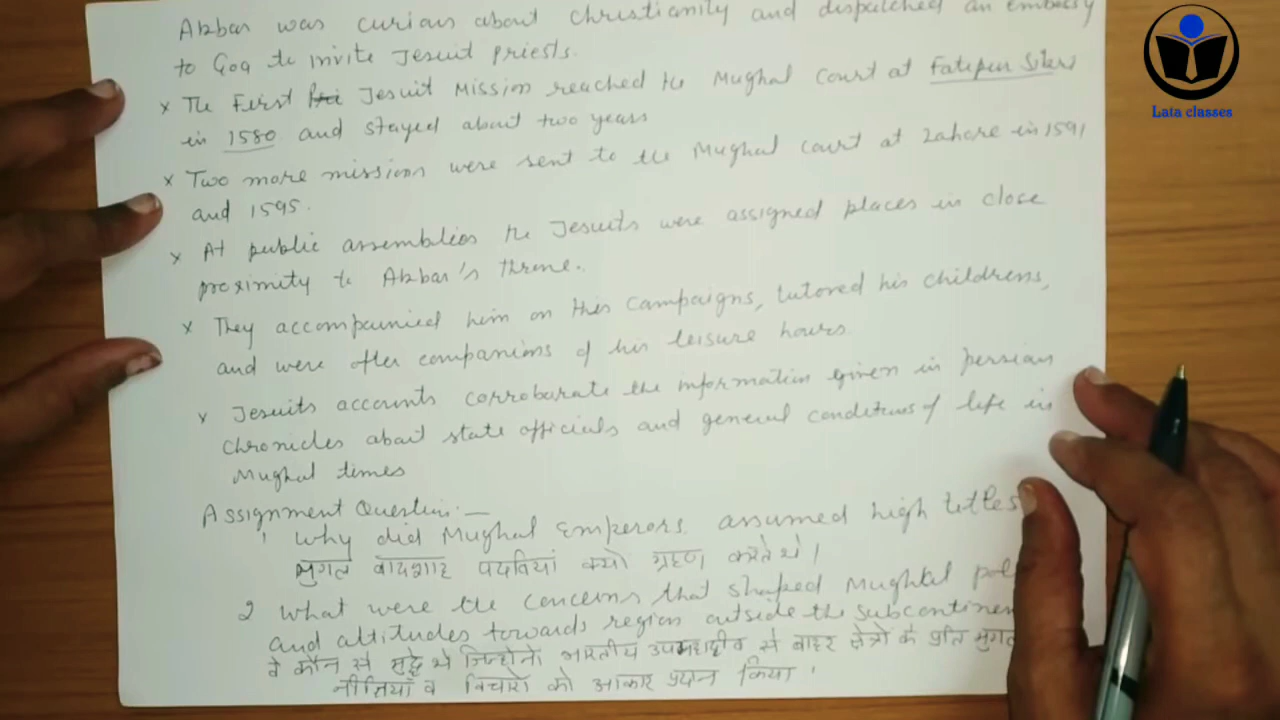 Akbar was curious about Christianity and dispatched an Embassy
to Goa to invite Jesuit priests.
x The First Jesuit Mission reached the Mughal Court at Fatepur Sikri
in 1580 and stayed about two years
x Two more missions were sent to the Mughal Court at Lahore in 1591
and 1595.
x At public assemblies the Jesuits were assigned places in close
proximity to Akbar's throne.
x They accompanied him on this campaigns, tutored his childrens,
and were often companions of his leisure hours
x Jesuits accounts corroborate the information given in persian
chronicles about state officials and general conditions of life in
Mughal times
Assignment Question:—
1 Why did Mughal Emperors assumed high titles
मुगल बादशाह पदवियां क्यों ग्रहण करते थे।
2 What were the concerns that shaped Mughal
and attitudes towards region outside the subcontinen
वे कौन से मुद्दे थे जिन्होंने भारतीय उपमहाद्वीप से बाहर क्षेत्रों के प्रति मुगल
नीतियां व विचारों को आकार प्रदान किया।
Lata classes